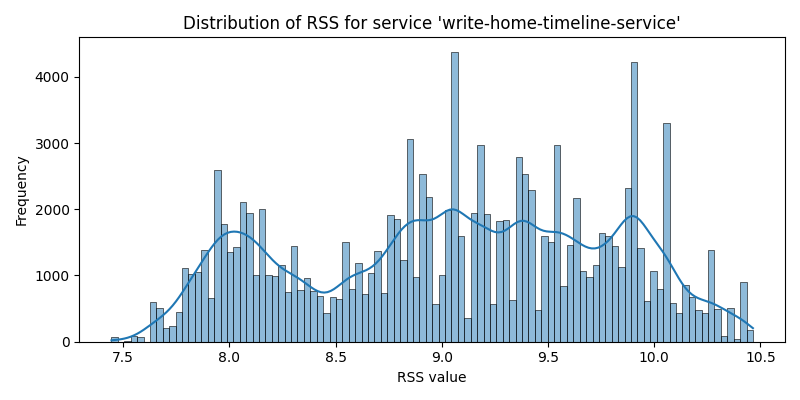 Distribution of RSS for service 'write-home-timeline-service'
Frequency
4000
3000
2000
1000
0
7.5 8.0 8.5 9.0 9.5 10.0 10.5
RSS value